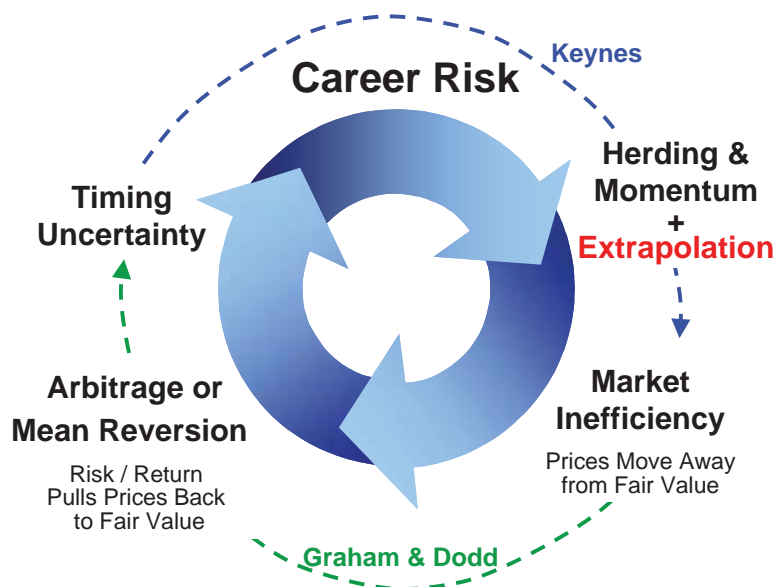 Keynes
Career Risk
Herding &
Momentum
+
Extrapolation
Market
Inefficiency
Prices Move Away
from Fair Value
Graham & Dodd
Arbitrage or
Mean Reversion
Risk / Return
Pulls Prices Back
to Fair Value
Timing
Uncertainty